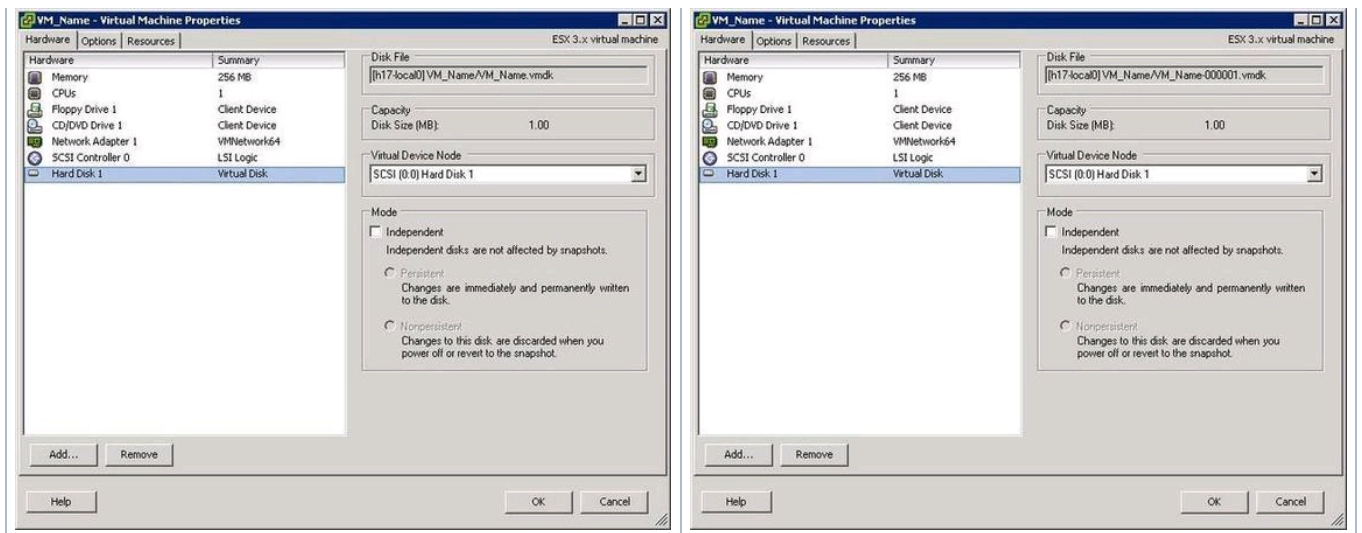 VM_Name - Virtual Machine Properties
Hardware Options Resources ESX 3.x virtual machine
Hardware Summary
Memory 256 MB
CPUs 1
Floppy Drive 1 Client Device
CD/DVD Drive 1 Client Device
Network Adapter 1 VMNetwork64
SCSI Controller 0 LSI Logic
Hard Disk 1 Virtual Disk
Disk File
[h17-local0] VM_Name/VM_Name.vmdk
Capacity
Disk Size (MB): 1.00
Virtual Device Node
SCSI (0:0) Hard Disk 1
Mode
Independent
Independent disks are not affected by snapshots.
Persistent
Changes are immediately and permanently written
to the disk.
Nonpersistent
Changes to this disk are discarded when you
power off or revert to the snapshot.
Add... Remove
Help OK Cancel
VM_Name - Virtual Machine Properties
Hardware Options Resources ESX 3.x virtual machine
Hardware Summary
Memory 256 MB
CPUs 1
Floppy Drive 1 Client Device
CD/DVD Drive 1 Client Device
Network Adapter 1 VMNetwork64
SCSI Controller 0 LSI Logic
Hard Disk 1 Virtual Disk
Disk File
[h17-local0] VM_Name/VM_Name-000001.vmdk
Capacity
Disk Size (MB): 1.00
Virtual Device Node
SCSI (0:0) Hard Disk 1
Mode
Independent
Independent disks are not affected by snapshots.
Persistent
Changes are immediately and permanently written
to the disk.
Nonpersistent
Changes to this disk are discarded when you
power off or revert to the snapshot.
Add... Remove
Help OK Cancel